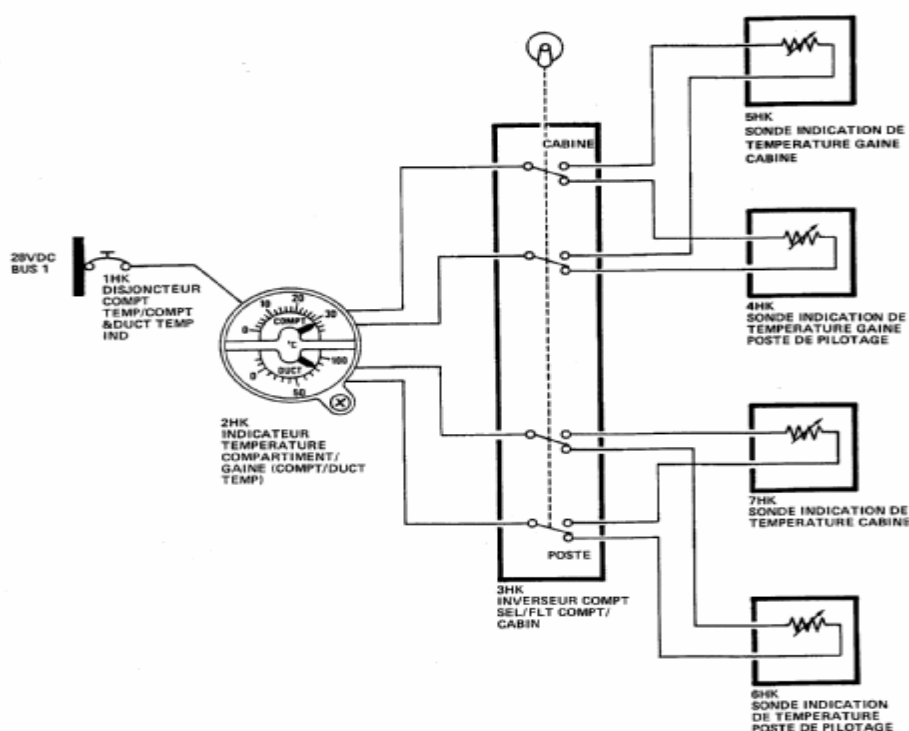 CABINE
5HK
SONDE INDICATION DE
TEMPERATURE GAINE
CABINE
28VDC
BUS 1
1HK
DISJONCTEUR
COMPT
TEMP/COMPT
&DUCT TEMP
IND
0
10
20
30
COMPT
°C
DUCT
0
50
100
4HK
SONDE INDICATION DE
TEMPERATURE GAINE
POSTE DE PILOTAGE
2HK
INDICATEUR
TEMPERATURE
COMPARTIMENT/
GAINE (COMPT/DUCT
TEMP)
7HK
SONDE INDICATION DE
TEMPERATURE CABINE
POSTE
3HK
INVERSEUR COMPT
SEL/FLT COMPT/
CABIN
6HK
SONDE INDICATION
DE TEMPERATURE
POSTE DE PILOTAGE